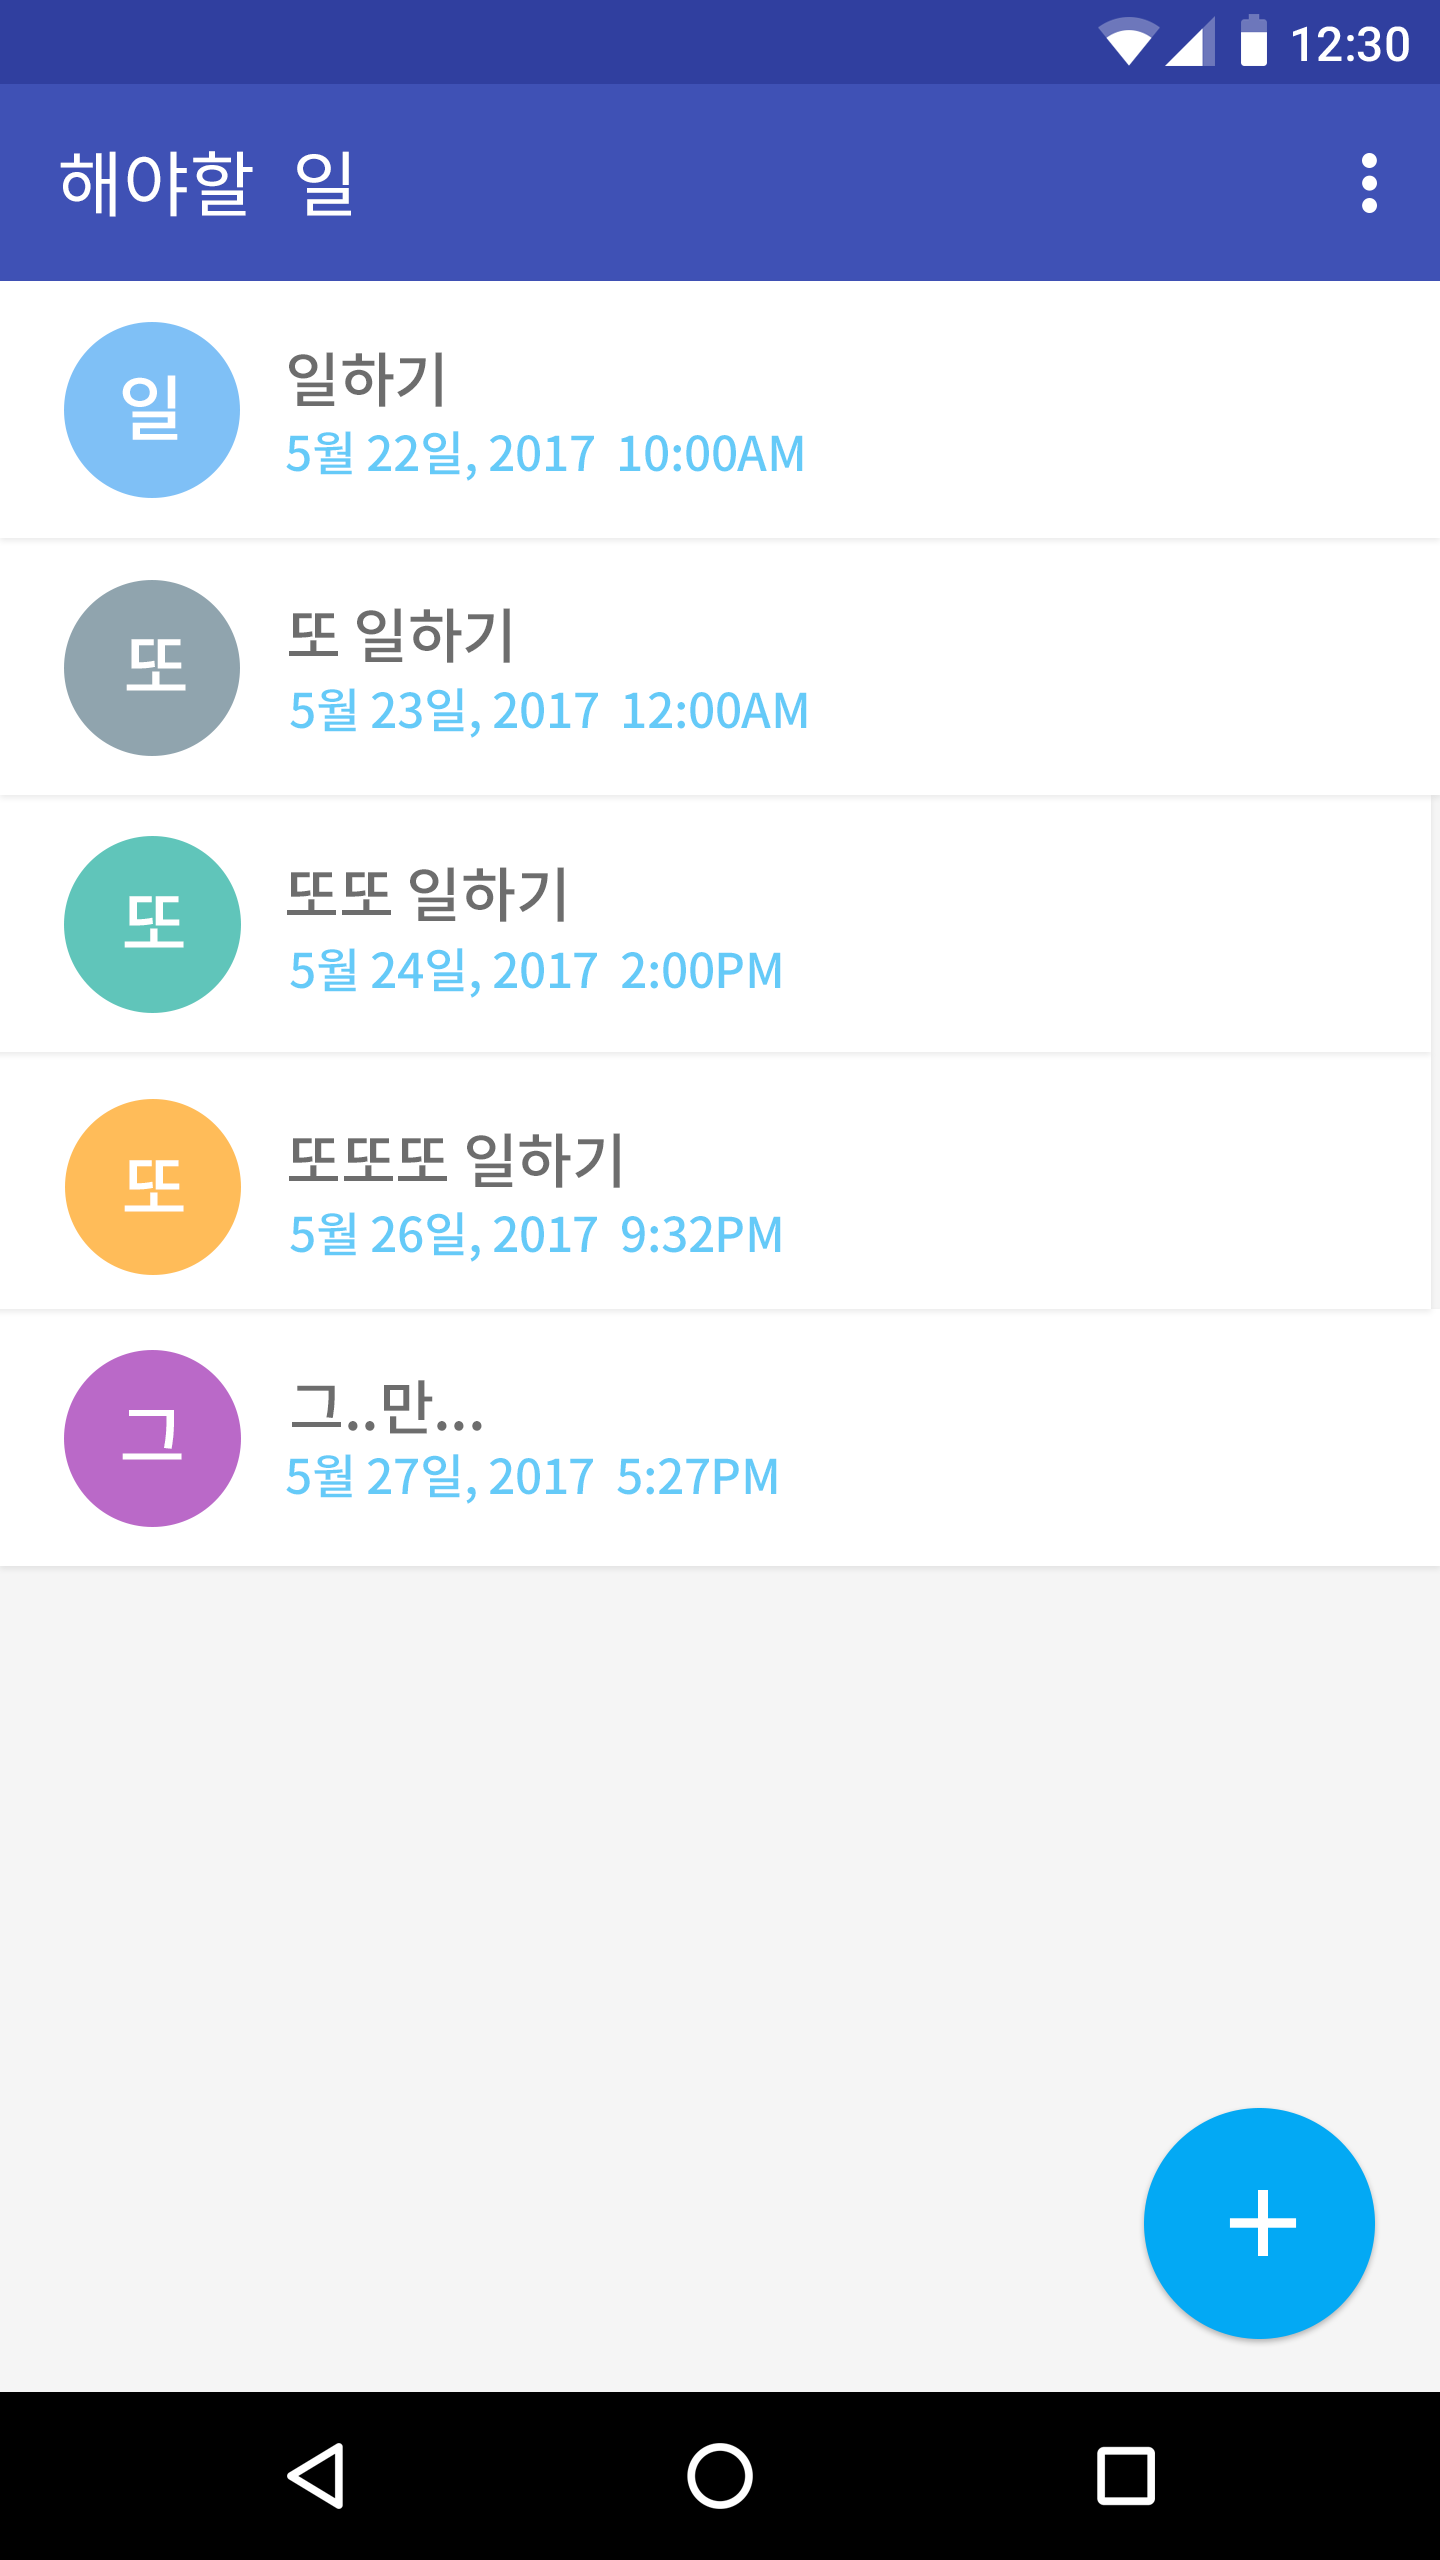 12:30
해야할 일
일
일하기
5월 22일, 2017 10:00AM
또
또 일하기
5월 23일, 2017 12:00AM
또
또또 일하기
5월 24일, 2017 2:00PM
또
또또또 일하기
5월 26일, 2017 9:32PM
그
그..만...
5월 27일, 2017 5:27PM